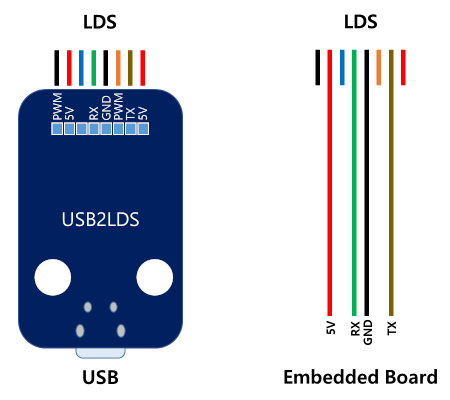 LDS
LDS
PWM
5V
RX
GND
PWM
TX
5V
USB2LDS
5V
RX
GND
TX
USB
Embedded Board